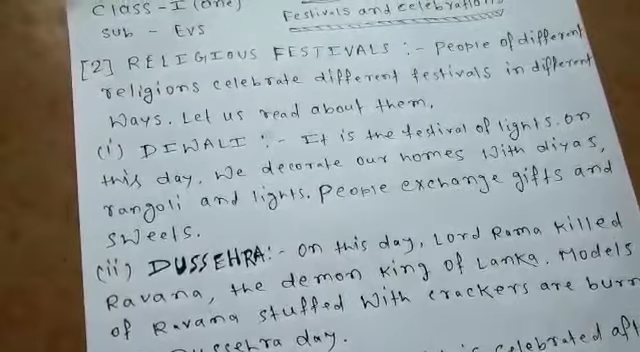 Class - I (one)
Festivals and celebrations
Sub - EVS
[2] RELIGIOUS FESTIVALS :- People of different
religions celebrate different festivals in different
ways. Let us read about them.
(i) DIWALI :- It is the festival of lights. on
this day, we decorate our homes with diyas,
rangoli and lights. People exchange gifts and
sweets.
(ii) DUSSEHRA:- on this day, Lord Rama killed
Ravana, the demon king of Lanka. Models
of Ravana stuffed with crackers are burn
Dussehra day.
is celebrated aft